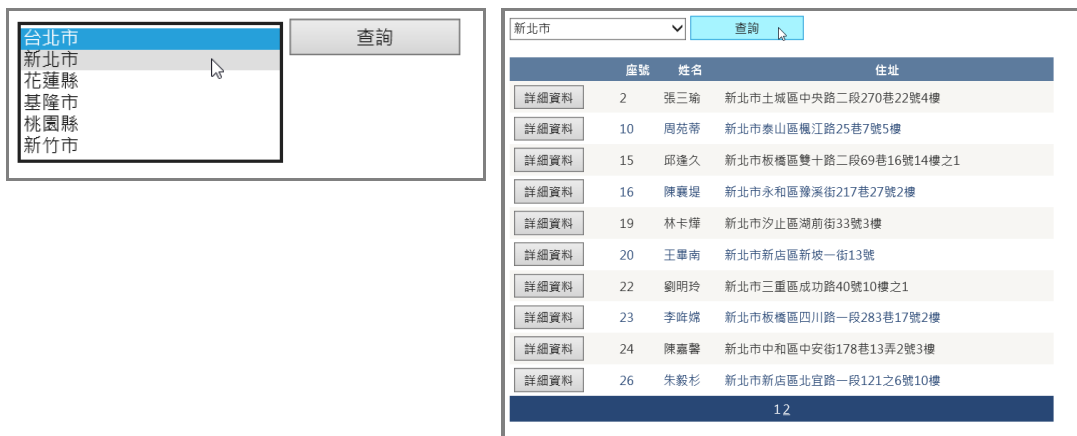 台北市
新北市
花蓮縣
基隆市
桃園縣
新竹市
查詢
新北市 查詢
座號 姓名 住址
詳細資料 2 張三瑜 新北市土城區中央路二段270巷22號4樓
詳細資料 10 周苑蒂 新北市泰山區楓江路25巷7號5樓
詳細資料 15 邱逢久 新北市板橋區雙十路二段69巷16號14樓之1
詳細資料 16 陳襄堤 新北市永和區豫溪街217巷27號2樓
詳細資料 19 林卡燁 新北市汐止區湖前街33號3樓
詳細資料 20 王畢南 新北市新店區新坡一街13號
詳細資料 22 劉明玲 新北市三重區成功路40號10樓之1
詳細資料 23 李哖嫆 新北市板橋區四川路一段283巷17號2樓
詳細資料 24 陳嘉馨 新北市中和區中安街178巷13弄2號3樓
詳細資料 26 朱毅杉 新北市新店區北宜路一段121之6號10樓
12